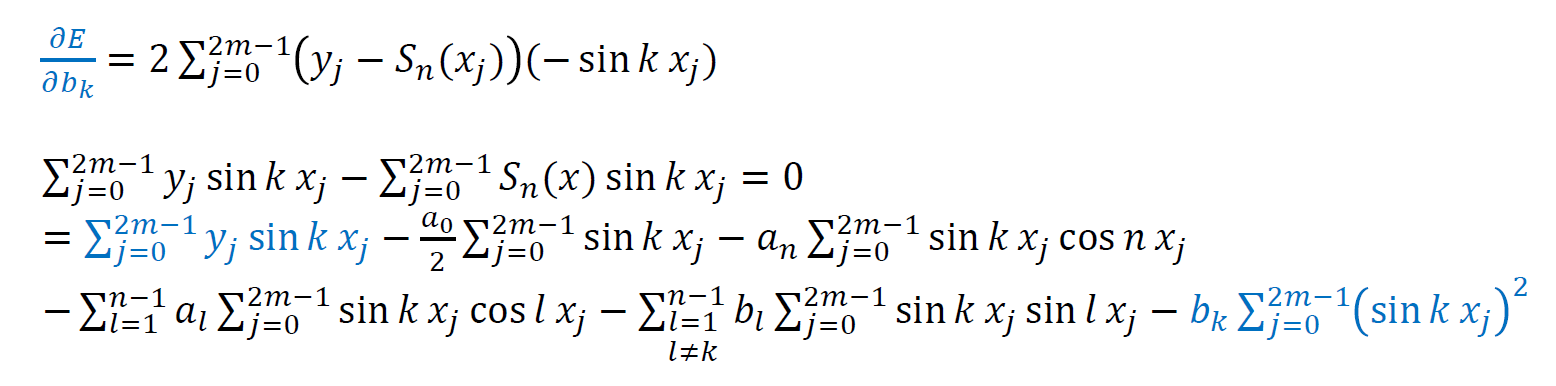 ∂E/∂b_k = 2 ∑_{j=0}^{2m−1} (y_j − S_n(x_j))(− sin k x_j)
∑_{j=0}^{2m−1} y_j sin k x_j − ∑_{j=0}^{2m−1} S_n(x) sin k x_j = 0
= ∑_{j=0}^{2m−1} y_j sin k x_j − a_0/2 ∑_{j=0}^{2m−1} sin k x_j − a_n ∑_{j=0}^{2m−1} sin k x_j cos n x_j
− ∑_{l=1}^{n−1} a_l ∑_{j=0}^{2m−1} sin k x_j cos l x_j − ∑_{l=1, l≠k}^{n−1} b_l ∑_{j=0}^{2m−1} sin k x_j sin l x_j − b_k ∑_{j=0}^{2m−1} (sin k x_j)^2